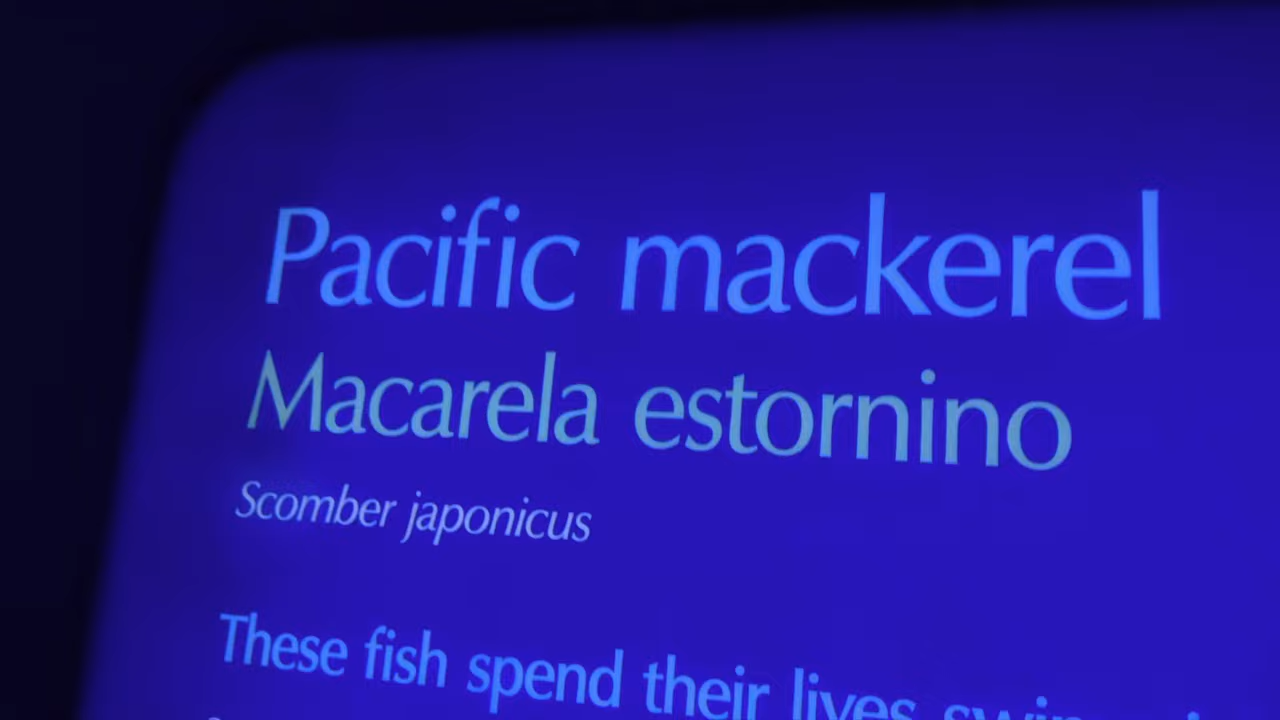 Pacific mackerel
Macarela estornino
Scomber japonicus
These fish spend their lives